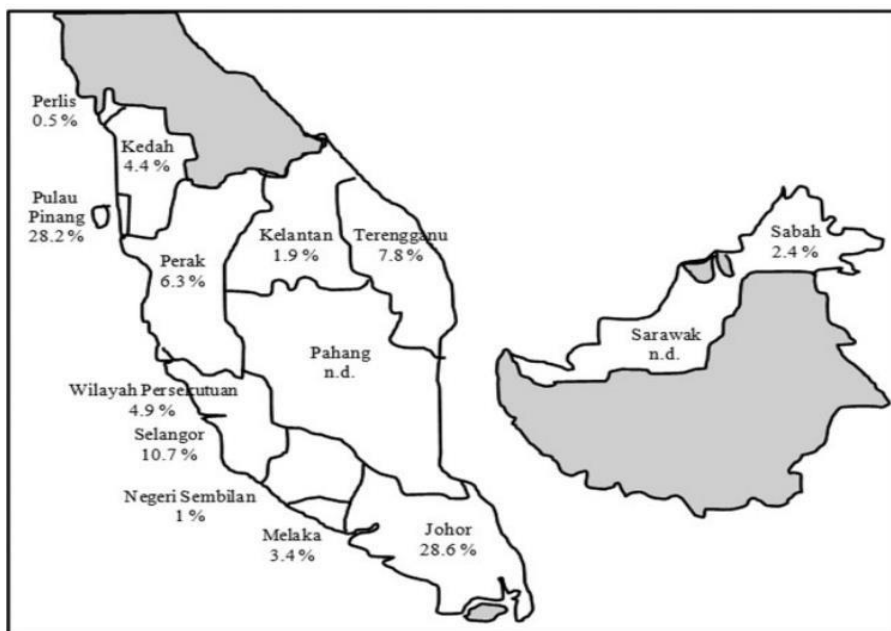 Perlis
0.5 %
Kedah
4.4 %
Pulau
Pinang
28.2 %
Perak
6.3 %
Kelantan
1.9 %
Terengganu
7.8 %
Sabah
2.4 %
Sarawak
n.d.
Pahang
n.d.
Wilayah Persekutuan
4.9 %
Selangor
10.7 %
Negeri Sembilan
1 %
Melaka
3.4 %
Johor
28.6 %